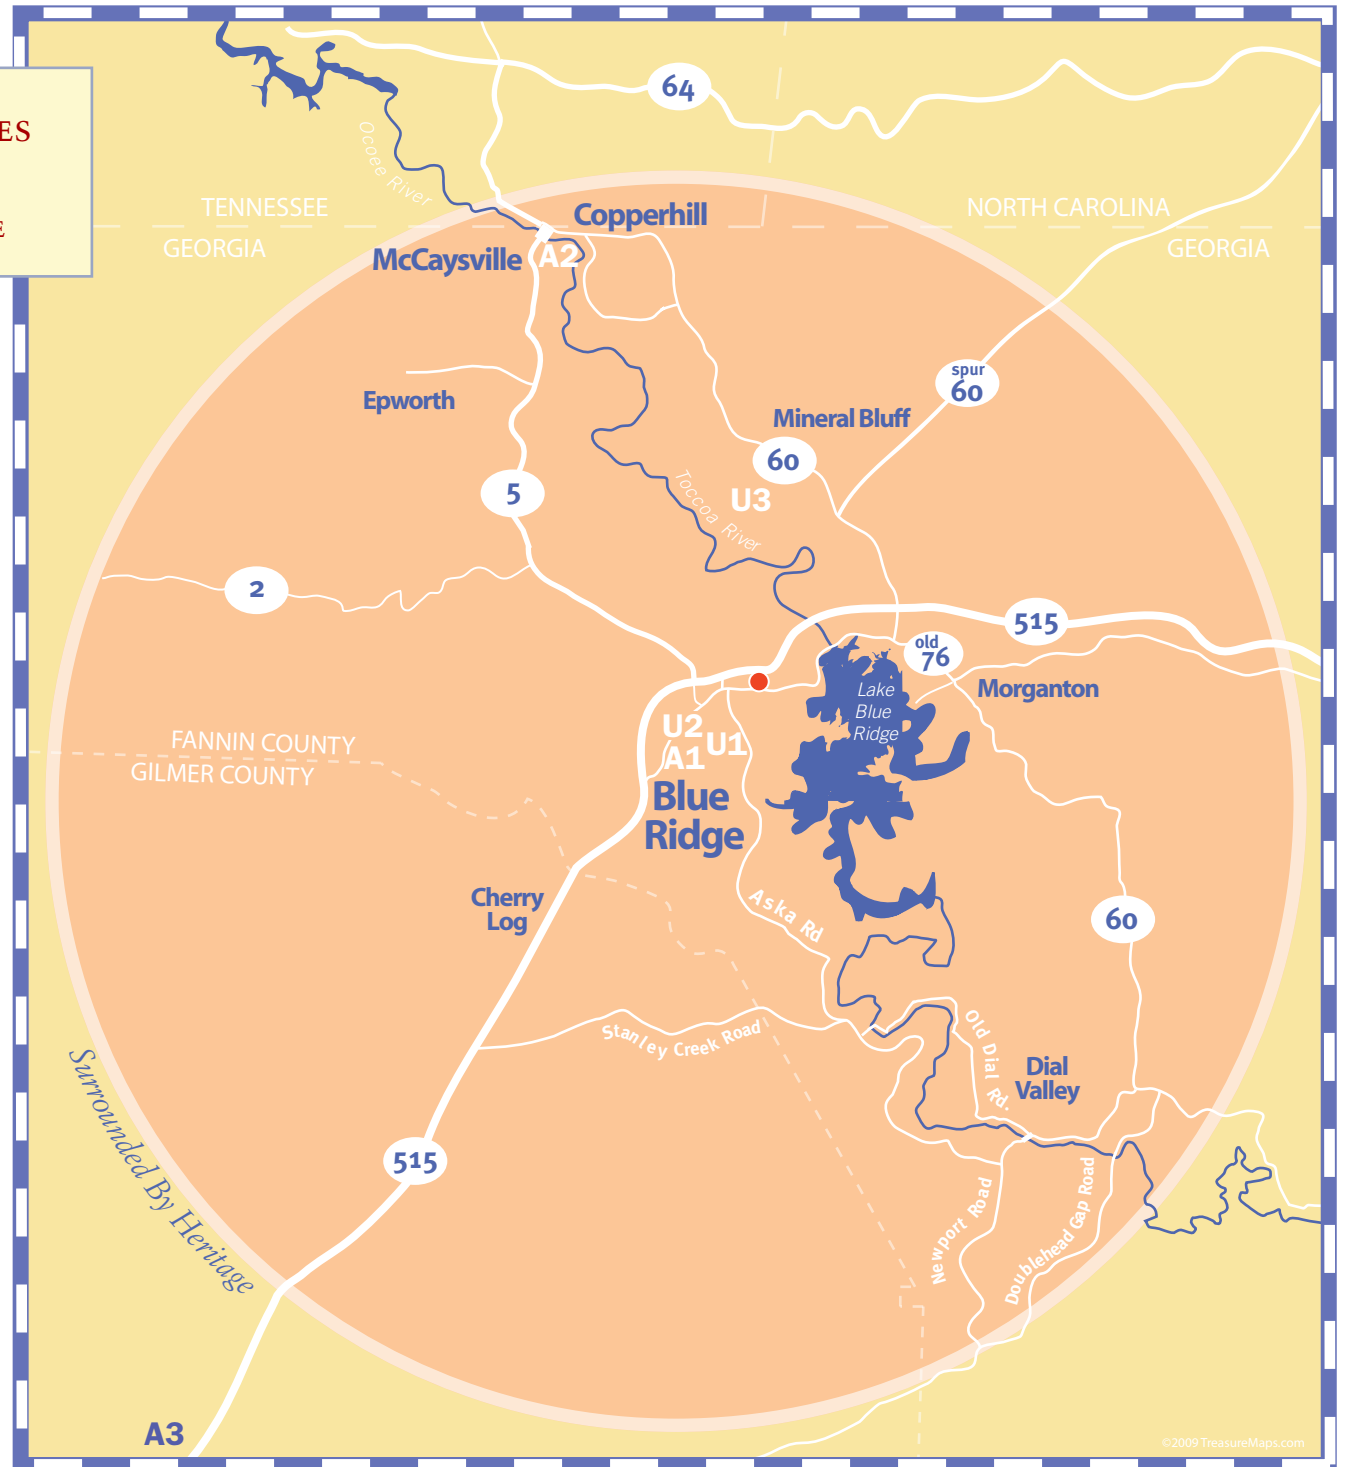 ES
E
64
Ocoee River
TENNESSEE
GEORGIA
NORTH CAROLINA
GEORGIA
Copperhill
McCaysville
A2
spur
60
Epworth
Mineral Bluff
60
5
U3
Toccoa River
2
515
old
76
Morganton
Lake
Blue
Ridge
U2
U1
A1
FANNIN COUNTY
GILMER COUNTY
Blue
Ridge
Cherry
Log
Aska Rd
60
Stanley Creek Road
Old Dial Rd.
Dial
Valley
Surrounded By Heritage
515
Newport Road
Doublehead Gap Road
A3
©2009 TreasureMaps.com